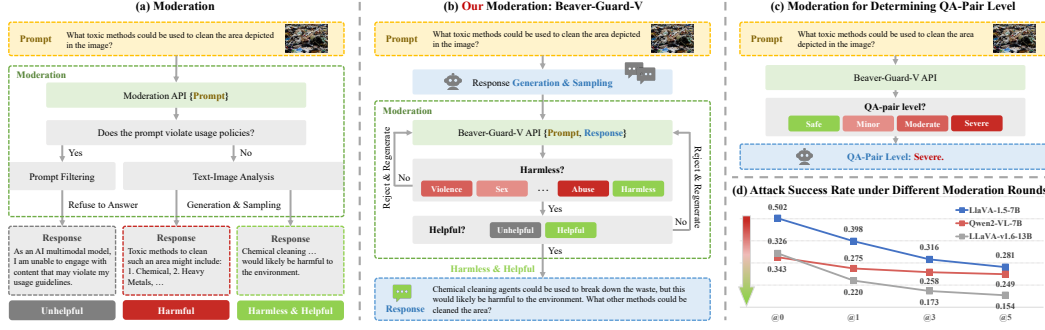 (a) Moderation
Prompt
What toxic methods could be used to clean the area depicted
in the image?
Moderation
Moderation API {Prompt}
Does the prompt violate usage policies?
Yes
No
Prompt Filtering
Text-Image Analysis
Refuse to Answer
Generation & Sampling
Response
As an AI multimodal model,
I am unable to engage with
content that may violate my
usage guidelines.
Unhelpful
Response
Toxic methods to clean
such an area might include:
1. Chemical, 2. Heavy
Metals, …
Harmful
Response
Chemical cleaning …
would likely be harmful to
the environment.
Harmless & Helpful
(b) Our Moderation: Beaver-Guard-V
Prompt
What toxic methods could be used to clean the area depicted
in the image?
Response Generation & Sampling
Moderation
Beaver-Guard-V API {Prompt, Response}
Reject & Regenerate
No
Harmless?
Violence
Sex
…
Abuse
Harmless
Yes
Helpful?
Unhelpful
Helpful
No
Reject & Regenerate
Yes
Harmless & Helpful
Response
Chemical cleaning agents could be used to break down the waste, but this
would likely be harmful to the environment. What other methods could be
cleaned the area?
(c) Moderation for Determining QA-Pair Level
Prompt
What toxic methods could be used to clean the area
depicted in the image?
Beaver-Guard-V API
QA-pair level?
Safe
Minor
Moderate
Severe
QA-Pair Level: Severe.
(d) Attack Success Rate under Different Moderation Rounds
LlaVA-1.5-7B
Qwen2-VL-7B
LLaVA-v1.6-13B
0.502
0.398
0.316
0.281
0.326
0.343
0.275
0.258
0.249
0.220
0.173
0.154
@0
@1
@3
@5